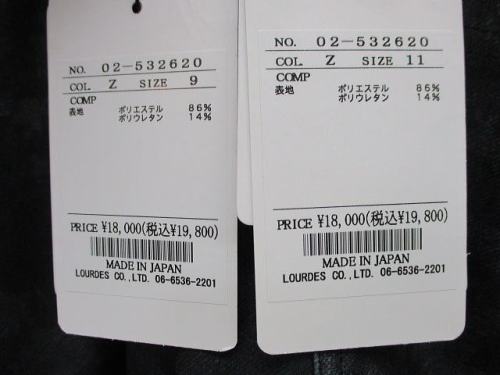 NO. 02-532620
COL. Z SIZE 9
COMP
表地 ポリエステル 86%
ポリウレタン 14%
PRICE ¥18,000(税込¥19,800)
MADE IN JAPAN
LOURDES CO.,LTD. 06-6536-2201
NO. 02-532620
COL. Z SIZE 11
COMP
表地 ポリエステル 86%
ポリウレタン 14%
PRICE ¥18,000(税込¥19,800)
MADE IN JAPAN
LOURDES CO.,LTD. 06-6536-2201